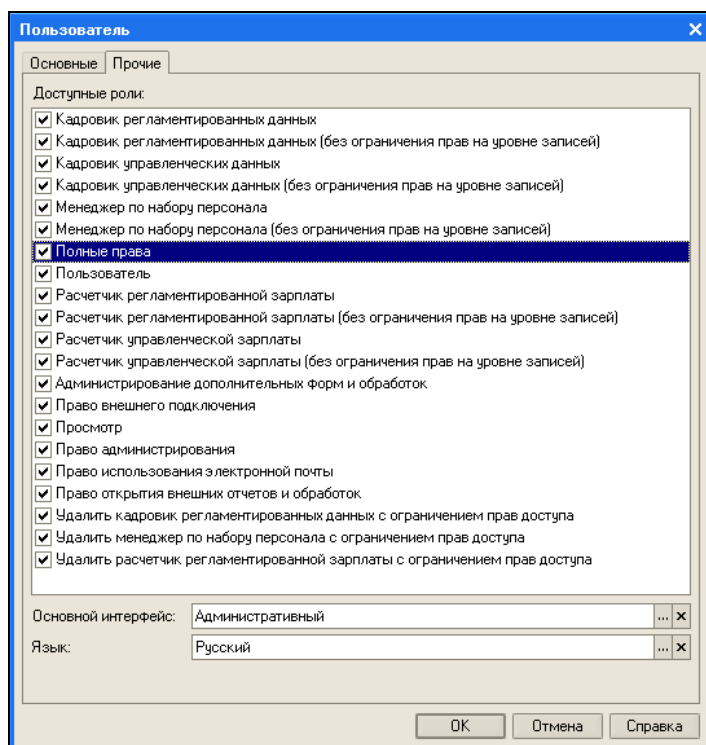 Пользователь
Основные Прочие
Доступные роли:
Кадровик регламентированных данных
Кадровик регламентированных данных (без ограничения прав на уровне записей)
Кадровик управленческих данных
Кадровик управленческих данных (без ограничения прав на уровне записей)
Менеджер по набору персонала
Менеджер по набору персонала (без ограничения прав на уровне записей)
Полные права
Пользователь
Расчетчик регламентированной зарплаты
Расчетчик регламентированной зарплаты (без ограничения прав на уровне записей)
Расчетчик управленческой зарплаты
Расчетчик управленческой зарплаты (без ограничения прав на уровне записей)
Администрирование дополнительных форм и обработок
Право внешнего подключения
Просмотр
Право администрирования
Право использования электронной почты
Право открытия внешних отчетов и обработок
Удалить кадровик регламентированных данных с ограничением прав доступа
Удалить менеджер по набору персонала с ограничением прав доступа
Удалить расчетчик регламентированной зарплаты с ограничением прав доступа
Основной интерфейс: Административный ...
Язык: Русский ...
OK Отмена Справка